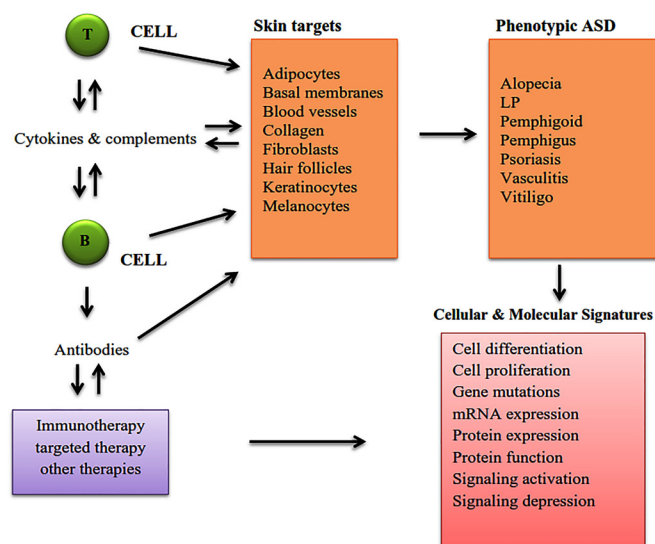 T
CELL
Cytokines & complements
B
CELL
Antibodies
Immunotherapy
targeted therapy
other therapies
Skin targets
Adipocytes
Basal membranes
Blood vessels
Collagen
Fibroblasts
Hair follicles
Keratinocytes
Melanocytes
Phenotypic ASD
Alopecia
LP
Pemphigoid
Pemphigus
Psoriasis
Vasculitis
Vitiligo
Cellular & Molecular Signatures
Cell differentiation
Cell proliferation
Gene mutations
mRNA expression
Protein expression
Protein function
Signaling activation
Signaling depression